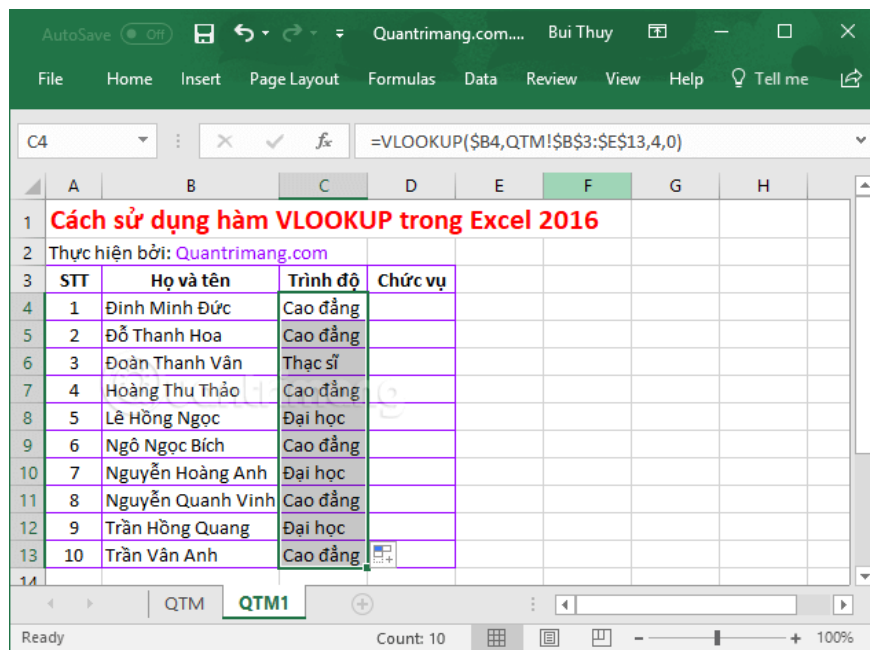 AutoSave Off Quantrimang.com.... Bui Thuy
File Home Insert Page Layout Formulas Data Review View Help Tell me
C4 fx =VLOOKUP($B4,QTM!$B$3:$E$13,4,0)
A B C D E F G H
1 Cách sử dụng hàm VLOOKUP trong Excel 2016
2 Thực hiện bởi: Quantrimang.com
3 STT Họ và tên Trình độ Chức vụ
4 1 Đinh Minh Đức Cao đẳng
5 2 Đỗ Thanh Hoa Cao đẳng
6 3 Đoàn Thanh Vân Thạc sĩ
7 4 Hoàng Thu Thảo Cao đẳng
8 5 Lê Hồng Ngọc Đại học
9 6 Ngô Ngọc Bích Cao đẳng
10 7 Nguyễn Hoàng Anh Đại học
11 8 Nguyễn Quanh Vinh Cao đẳng
12 9 Trần Hồng Quang Đại học
13 10 Trần Vân Anh Cao đẳng
14
QTM QTM1
Ready Count: 10 100%